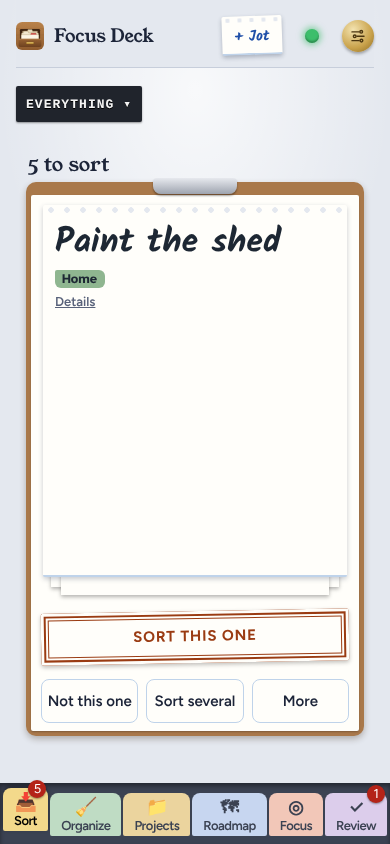 Focus Deck
+ Jot
EVERYTHING ▾
5 to sort
Paint the shed
Home
Details
SORT THIS ONE
Not this one
Sort several
More
5
Sort
Organize
Projects
Roadmap
Focus
1
Review